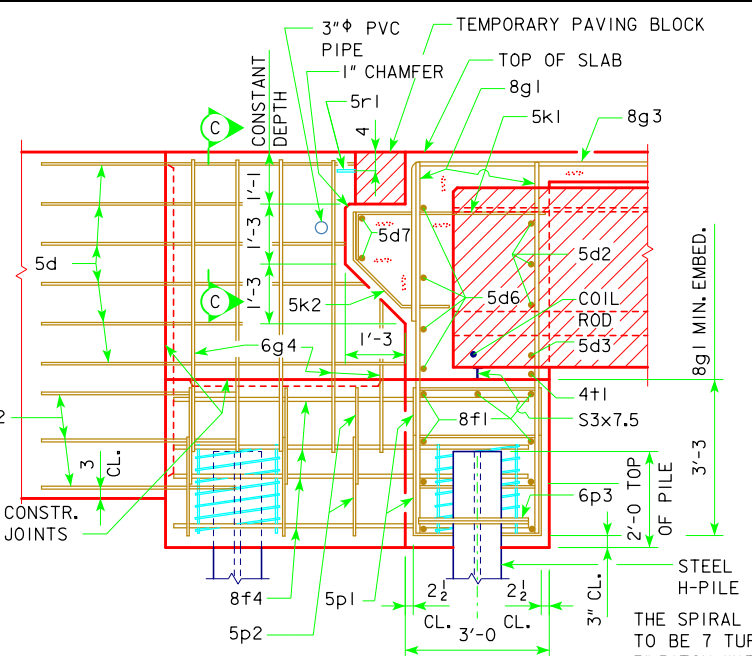 3"Φ PVC
PIPE
TEMPORARY PAVING BLOCK
1" CHAMFER
TOP OF SLAB
5r1
8g1
5k1
8g3
CONSTANT
DEPTH
4
C
1'-1
1'-3
1'-3
5d
5d7
5d2
5d6
C
5k2
COIL
ROD
5d3
8g1 MIN. EMBED.
1'-3
6g4
4t1
S3x7.5
8f1
2
3
CL.
3'-3
2'-0 TOP
OF PILE
6p3
CONSTR.
JOINTS
8f4
5p1
5p2
2½
CL.
2½
CL.
3'-0
3" CL.
STEEL
H-PILE
THE SPIRAL
TO BE 7